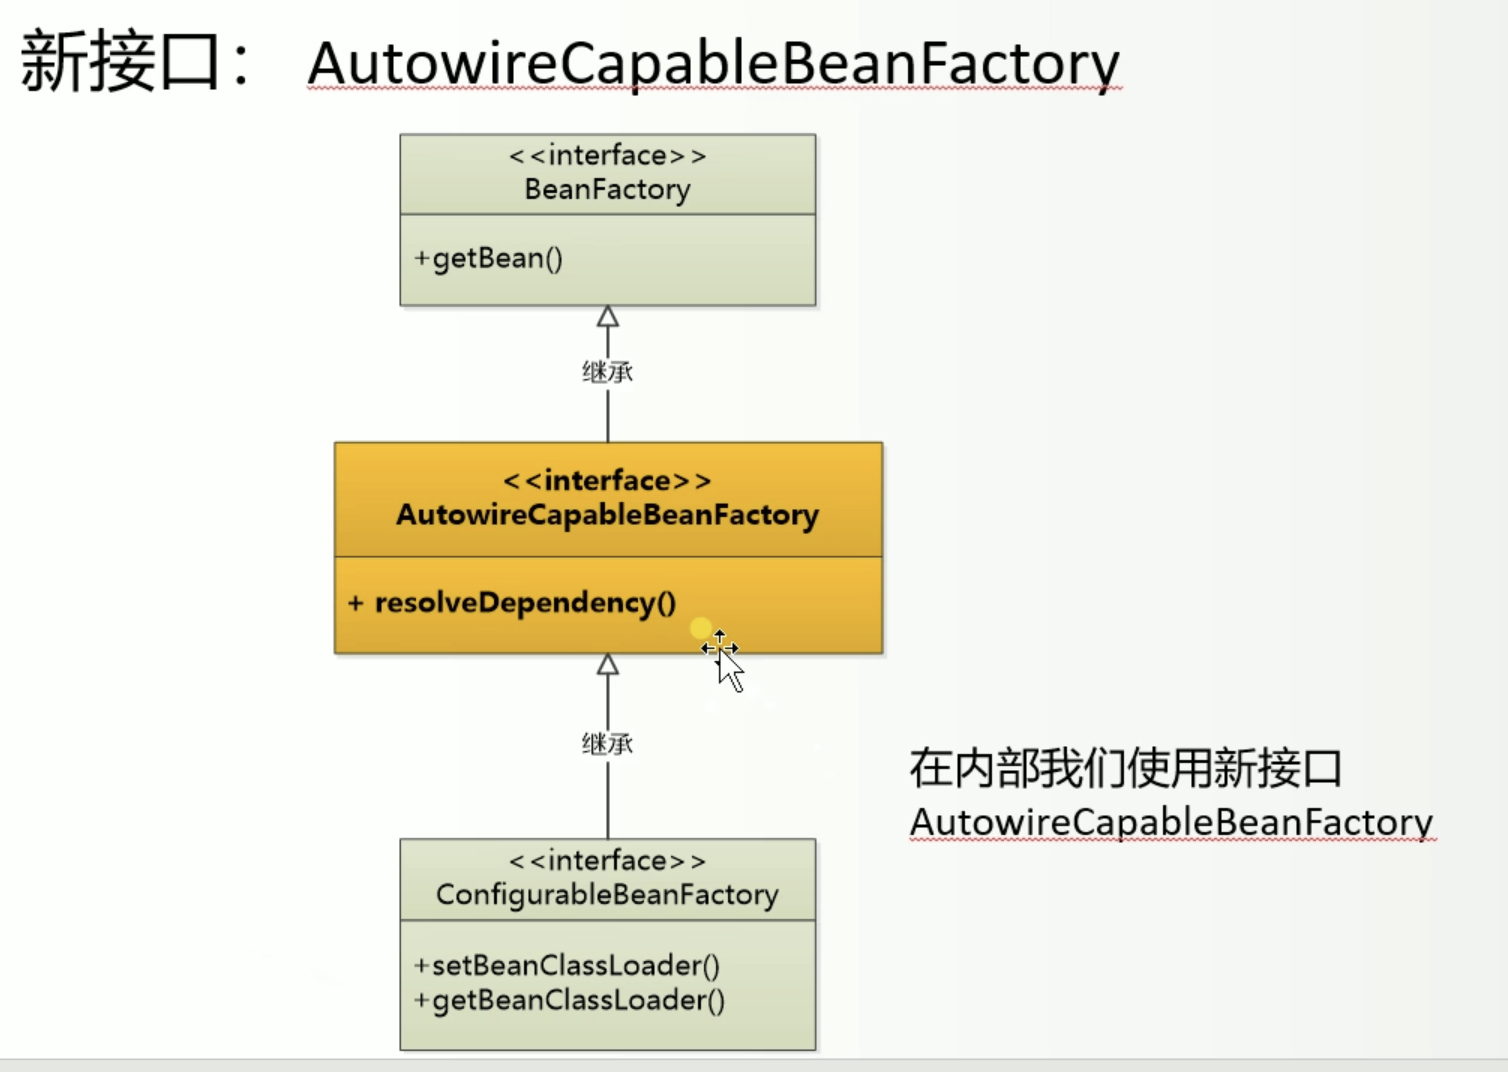 新接口： AutowireCapableBeanFactory
<<interface>>
BeanFactory
+getBean()
继承
<<interface>>
AutowireCapableBeanFactory
+ resolveDependency()
继承
在内部我们使用新接口
AutowireCapableBeanFactory
<<interface>>
ConfigurableBeanFactory
+setBeanClassLoader()
+getBeanClassLoader()